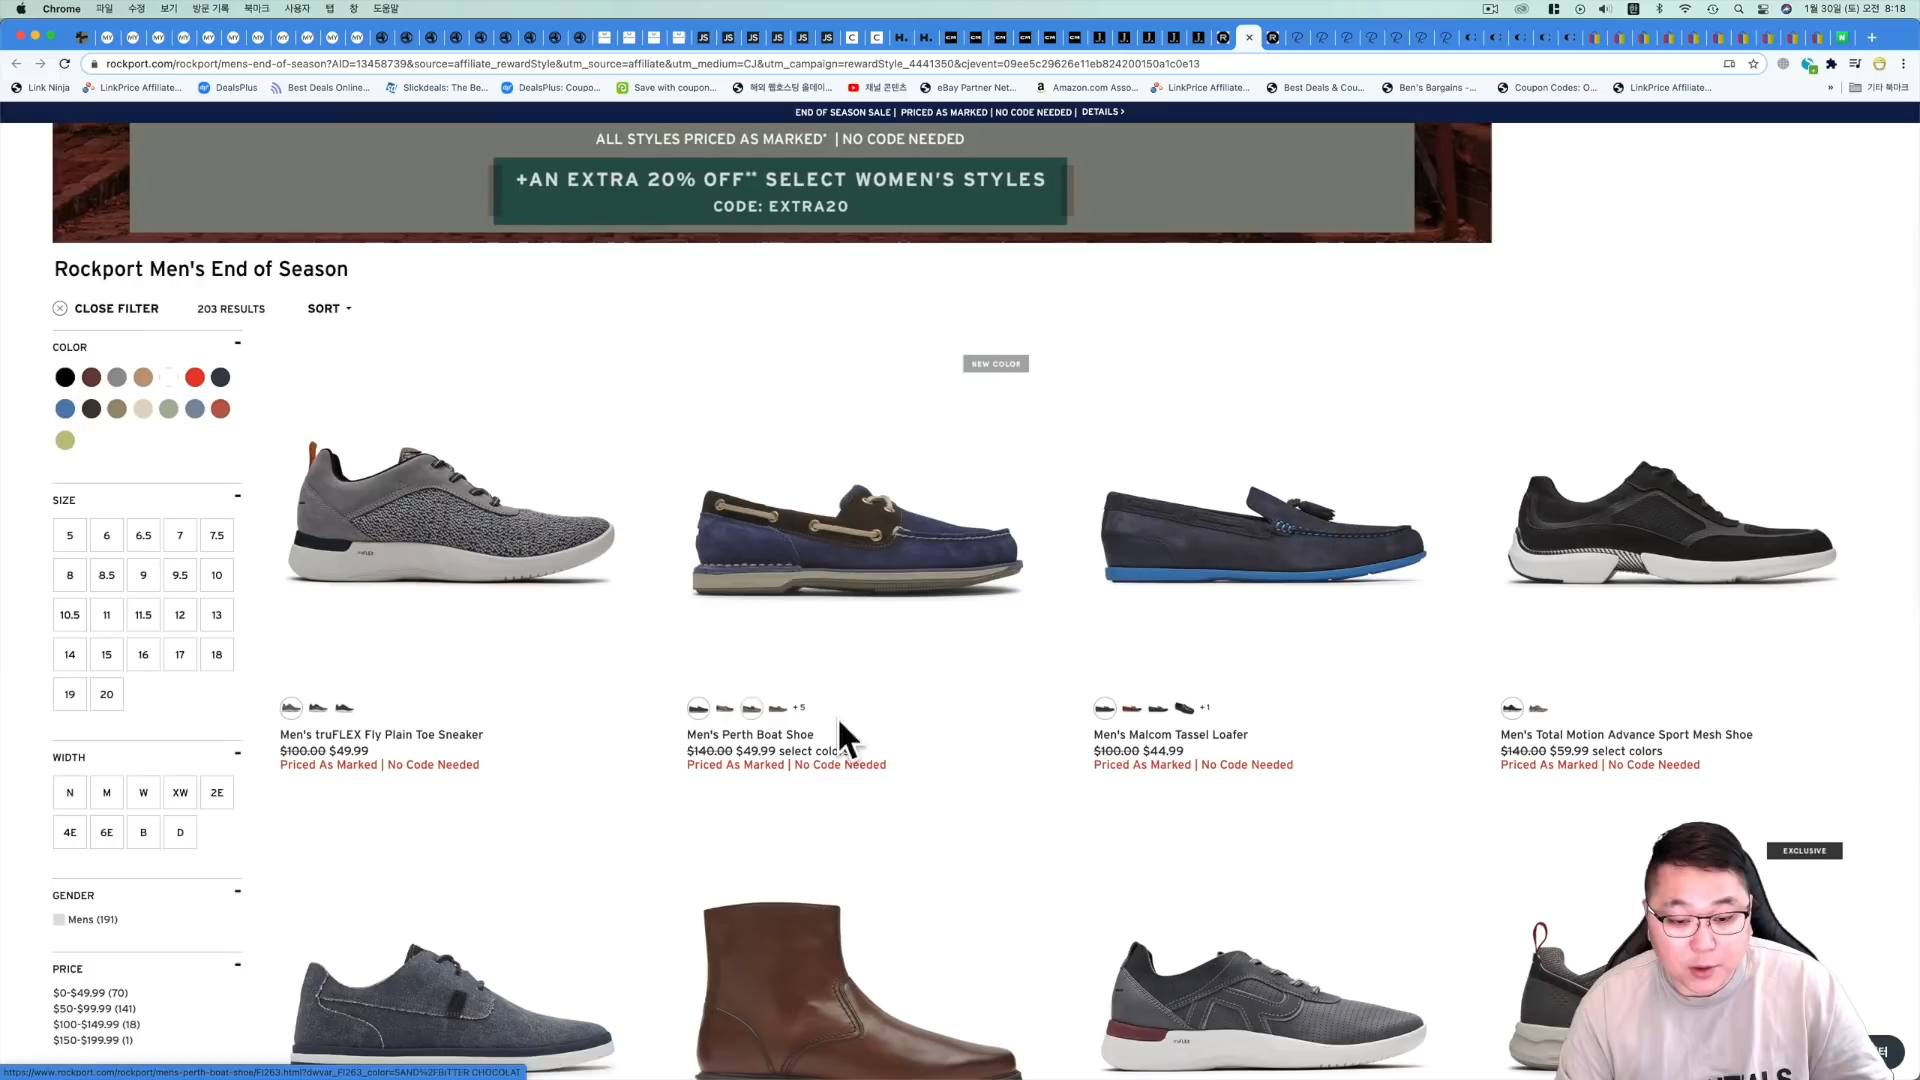 Chrome 파일 수정 보기 방문 기록 북마크 사용자 탭 창 도움말
1월 30일 (토) 오전 8:18
rockport.com/rockport/mens-end-of-season?AID=13458739&source=affiliate_rewardStyle&utm_source=affiliate&utm_medium=CJ&utm_campaign=rewardStyle_4441350&cjevent=09ee5c29626e11eb824200150a1c0e13
Link Ninja LinkPrice Affiliate... DealsPlus Best Deals Online... Slickdeals: The Be... DealsPlus: Coupo... Save with coupon... 해외 웹호스팅 올데이... 채널 콘텐츠 eBay Partner Net... Amazon.com Asso... LinkPrice Affiliate... Best Deals & Cou... Ben's Bargains -... Coupon Codes: O... LinkPrice Affiliate... » 기타 북마크
END OF SEASON SALE | PRICED AS MARKED | NO CODE NEEDED | DETAILS >
ALL STYLES PRICED AS MARKED* | NO CODE NEEDED
+AN EXTRA 20% OFF** SELECT WOMEN'S STYLES
CODE: EXTRA20
Rockport Men's End of Season
CLOSE FILTER 203 RESULTS SORT
COLOR -
NEW COLOR
SIZE -
5 6 6.5 7 7.5
8 8.5 9 9.5 10
10.5 11 11.5 12 13
14 15 16 17 18
19 20
+ 5
+ 1
Men's truFLEX Fly Plain Toe Sneaker
$100.00 $49.99
Priced As Marked | No Code Needed
Men's Perth Boat Shoe
$140.00 $49.99 select colo
Priced As Marked | No Code Needed
Men's Malcom Tassel Loafer
$100.00 $44.99
Priced As Marked | No Code Needed
Men's Total Motion Advance Sport Mesh Shoe
$140.00 $59.99 select colors
Priced As Marked | No Code Needed
WIDTH -
N M W XW 2E
4E 6E B D
EXCLUSIVE
GENDER -
Mens (191)
PRICE -
$0-$49.99 (70)
$50-$99.99 (141)
$100-$149.99 (18)
$150-$199.99 (1)
https://www.rockport.com/rockport/mens-perth-boat-shoe/FI263.html?dwvar_FI263_color=SAND%2FBITTER CHOCOLAT